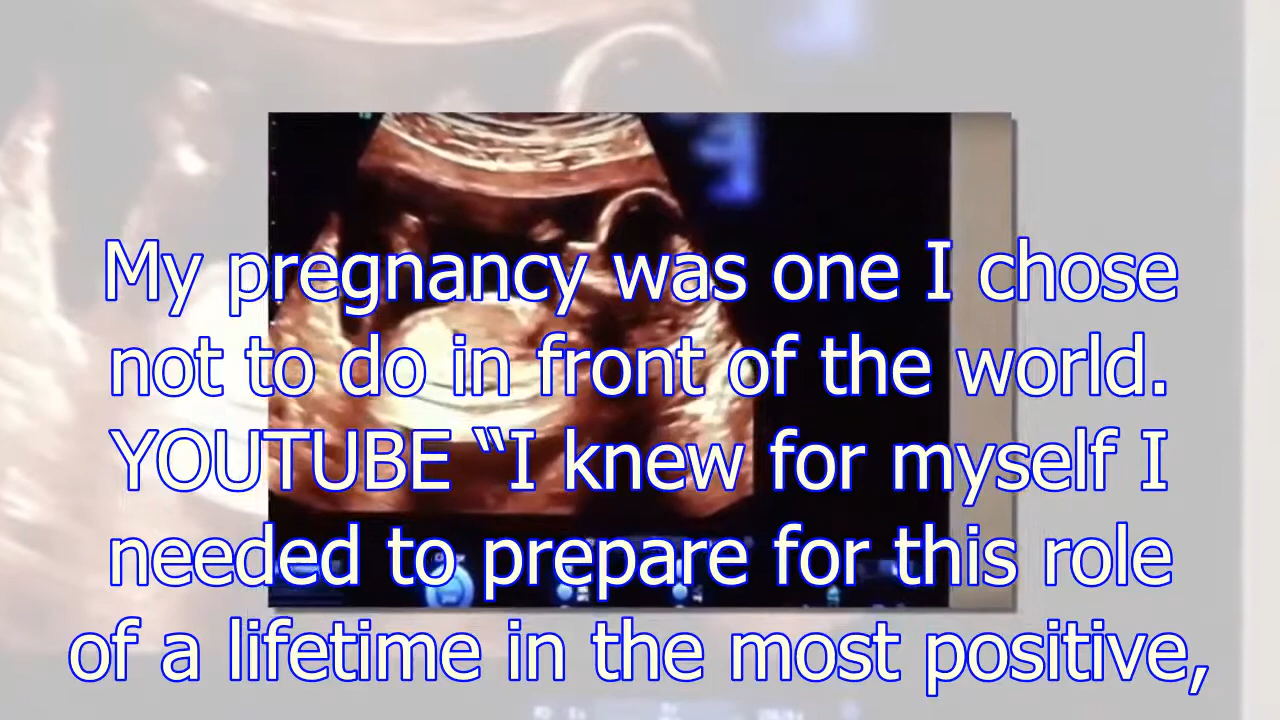 My pregnancy was one I chose
not to do in front of the world.
YOUTUBE “I knew for myself I
needed to prepare for this role
of a lifetime in the most positive,